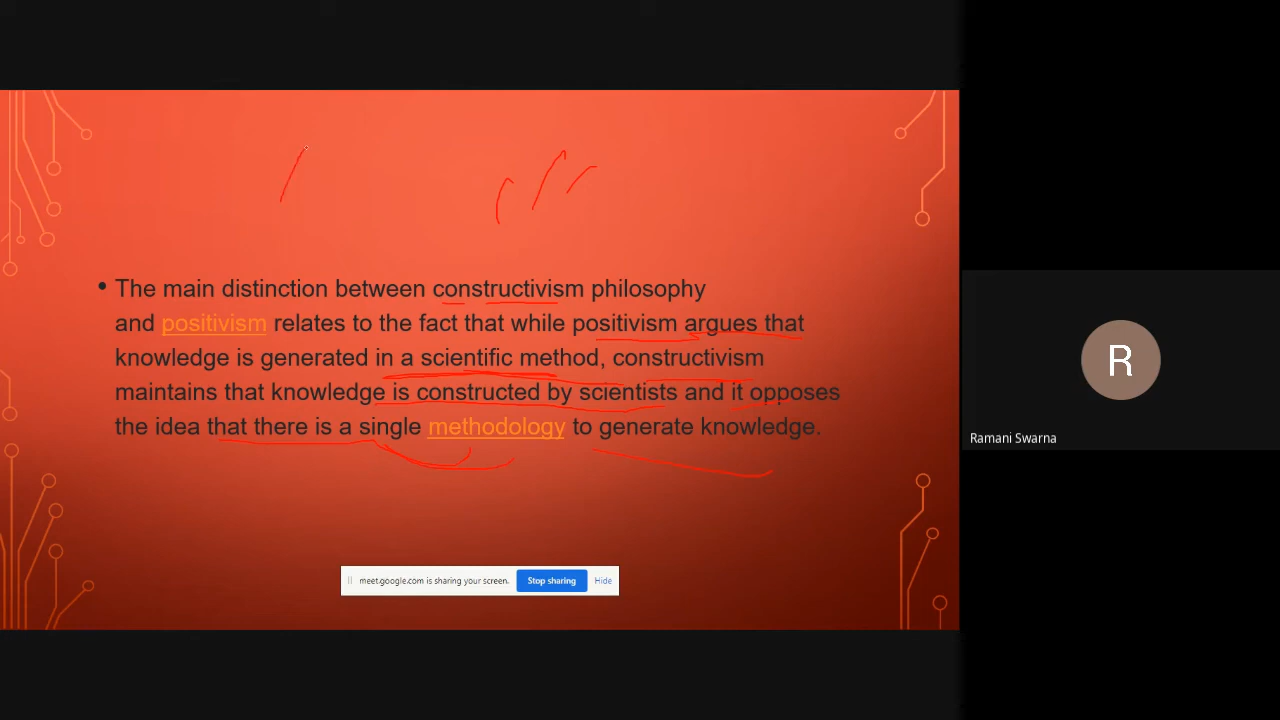 • The main distinction between constructivism philosophy
and positivism relates to the fact that while positivism argues that
knowledge is generated in a scientific method, constructivism
maintains that knowledge is constructed by scientists and it opposes
the idea that there is a single methodology to generate knowledge.
meet.google.com is sharing your screen. Stop sharing Hide
R
Ramani Swarna